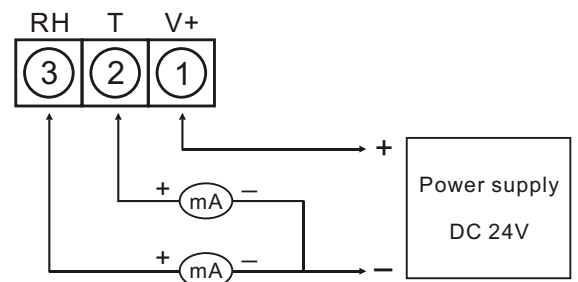 RH T V+
3 2 1
+
+ mA −
Power supply
DC 24V
+ mA −
−